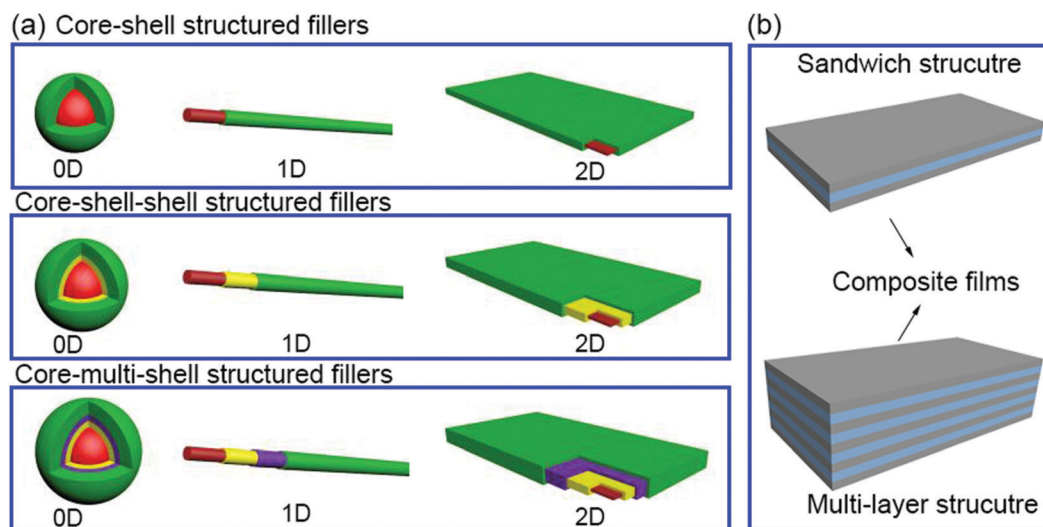 (a) Core-shell structured fillers
0D
1D
2D
Core-shell-shell structured fillers
0D
1D
2D
Core-multi-shell structured fillers
0D
1D
2D
(b)
Sandwich strucutre
Composite films
Multi-layer strucutre